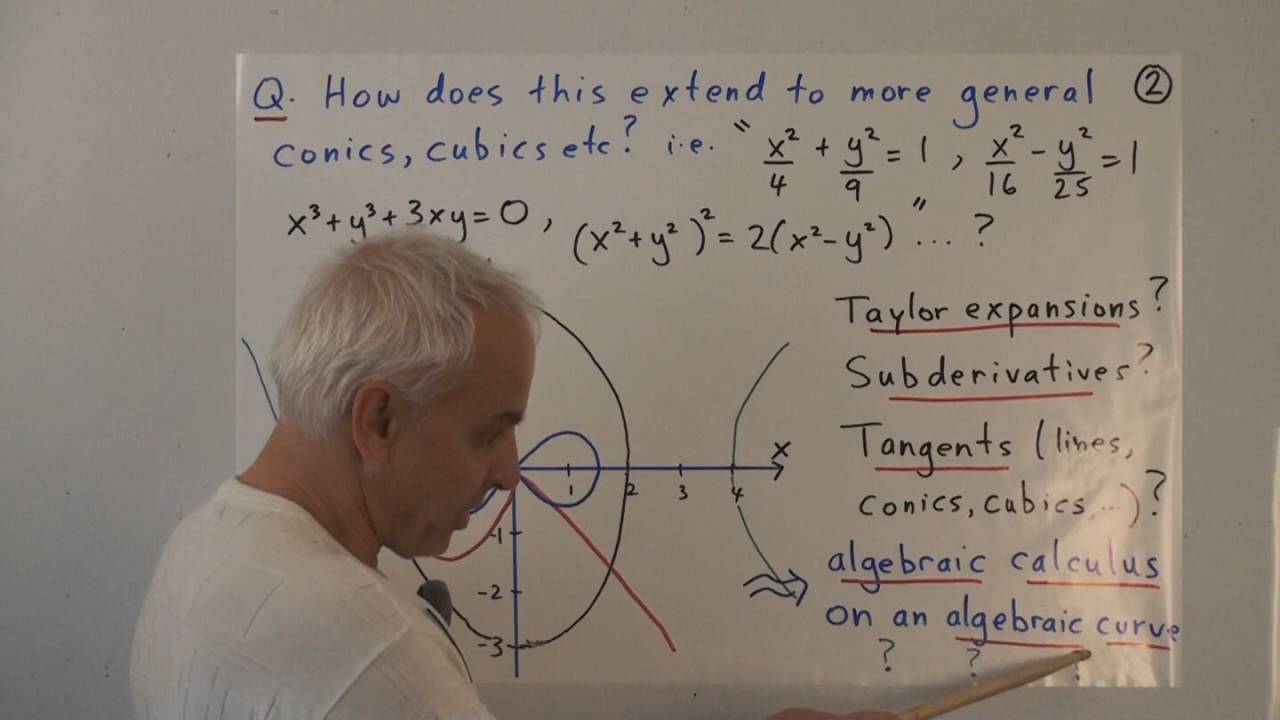 Q. How does this extend to more general ②
conics, cubics etc? i.e. " x²/4 + y²/9 = 1 , x²/16 - y²/25 = 1
x³+y³+3xy=0 , (x²+y²)²= 2(x²-y²) " ... ?
Taylor expansions?
Subderivatives?
Tangents (lines,
conics, cubics, ...)?
algebraic calculus
on an algebraic curve
? ? ?
x
1 2 3 4
-1
-2
-3